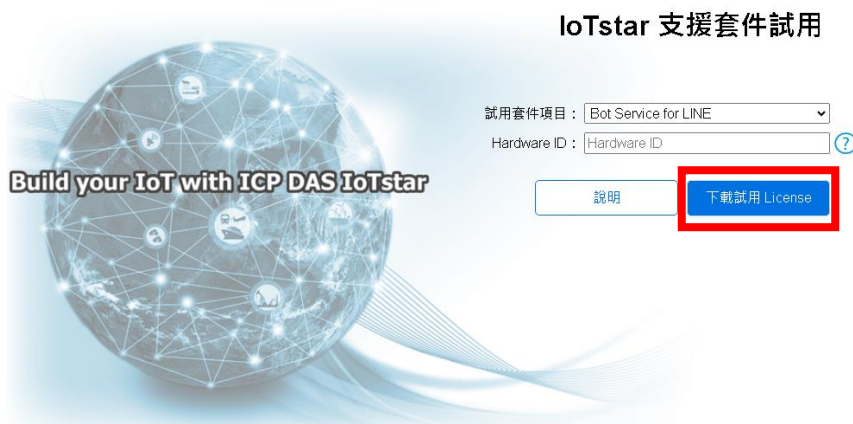 IoTstar 支援套件試用
試用套件項目： Bot Service for LINE
Hardware ID： Hardware ID ?
Build your IoT with ICP DAS IoTstar
說明 下載試用 License